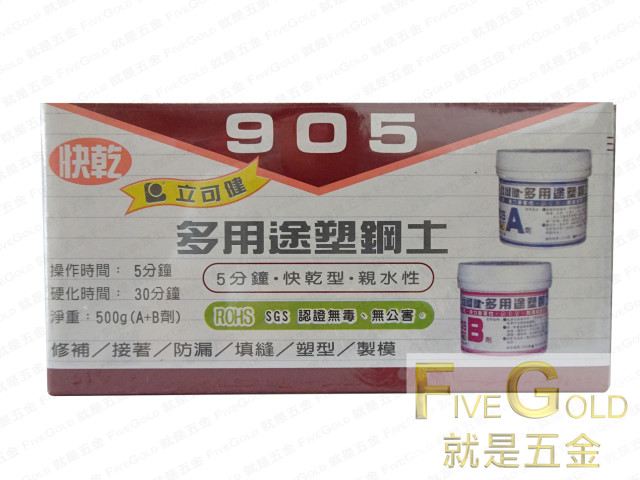 905
快乾
立可健
多用途塑鋼土
操作時間： 5分鐘
硬化時間： 30分鐘
淨重：500g(A+B劑)
5分鐘·快乾型·親水性
ROHS SGS 認證無毒、無公害。
修補／接著／防漏／填縫／塑型／製模
多用途塑鋼
A劑
多用途塑鋼
B劑
FIVE GOLD
就是五金